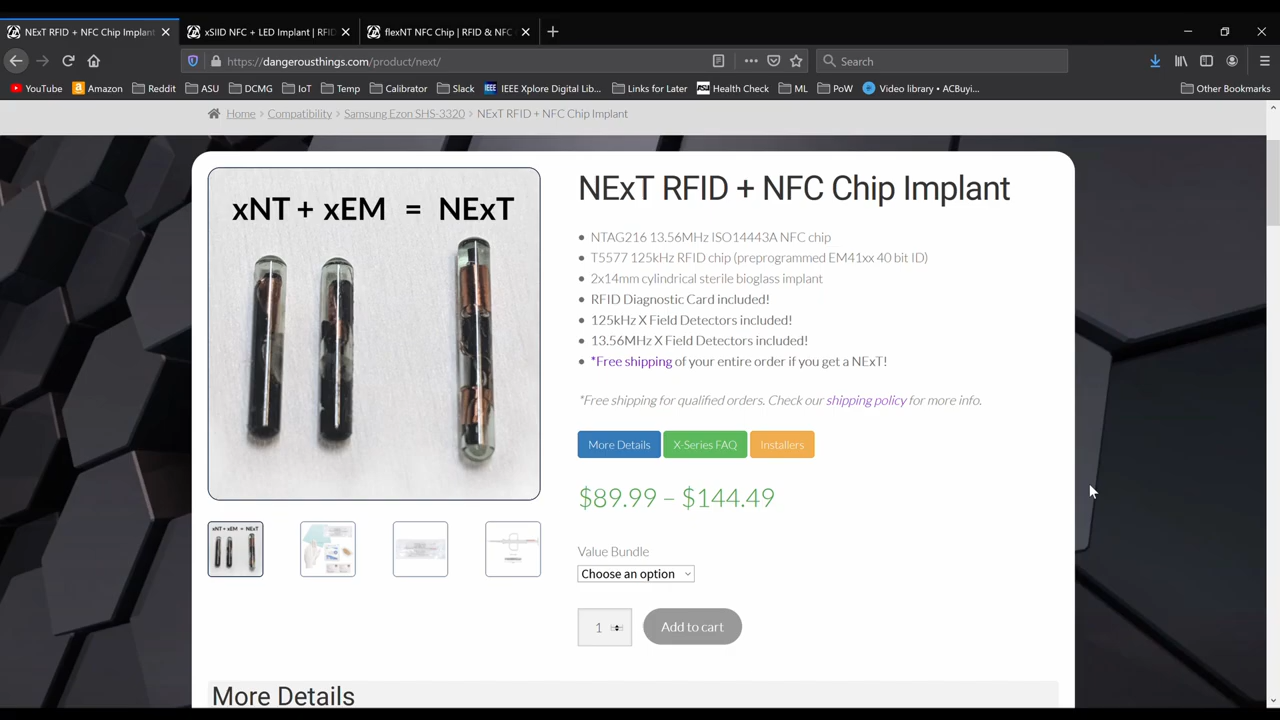 NExT RFID + NFC Chip Implant
xSIID NFC + LED Implant | RFID
flexNT NFC Chip | RFID & NFC
https://dangerousthings.com/product/next/
Search
YouTube
Amazon
Reddit
ASU
DCMG
IoT
Temp
Calibrator
Slack
IEEE IEEE Xplore Digital Lib...
Links for Later
ASU Health Check
ML
PoW
Video library • ACBuyi...
Other Bookmarks
Home > Compatibility > Samsung Ezon SHS-3320 > NExT RFID + NFC Chip Implant
xNT + xEM = NExT
NExT RFID + NFC Chip Implant
• NTAG216 13.56MHz ISO14443A NFC chip
• T5577 125kHz RFID chip (preprogrammed EM41xx 40 bit ID)
• 2x14mm cylindrical sterile bioglass implant
• RFID Diagnostic Card included!
• 125kHz X Field Detectors included!
• 13.56MHz X Field Detectors included!
• *Free shipping of your entire order if you get a NExT!
*Free shipping for qualified orders. Check our shipping policy for more info.
More Details
X-Series FAQ
Installers
$89.99 – $144.49
xNT + xEM = NExT
Value Bundle
Choose an option
1
Add to cart
More Details